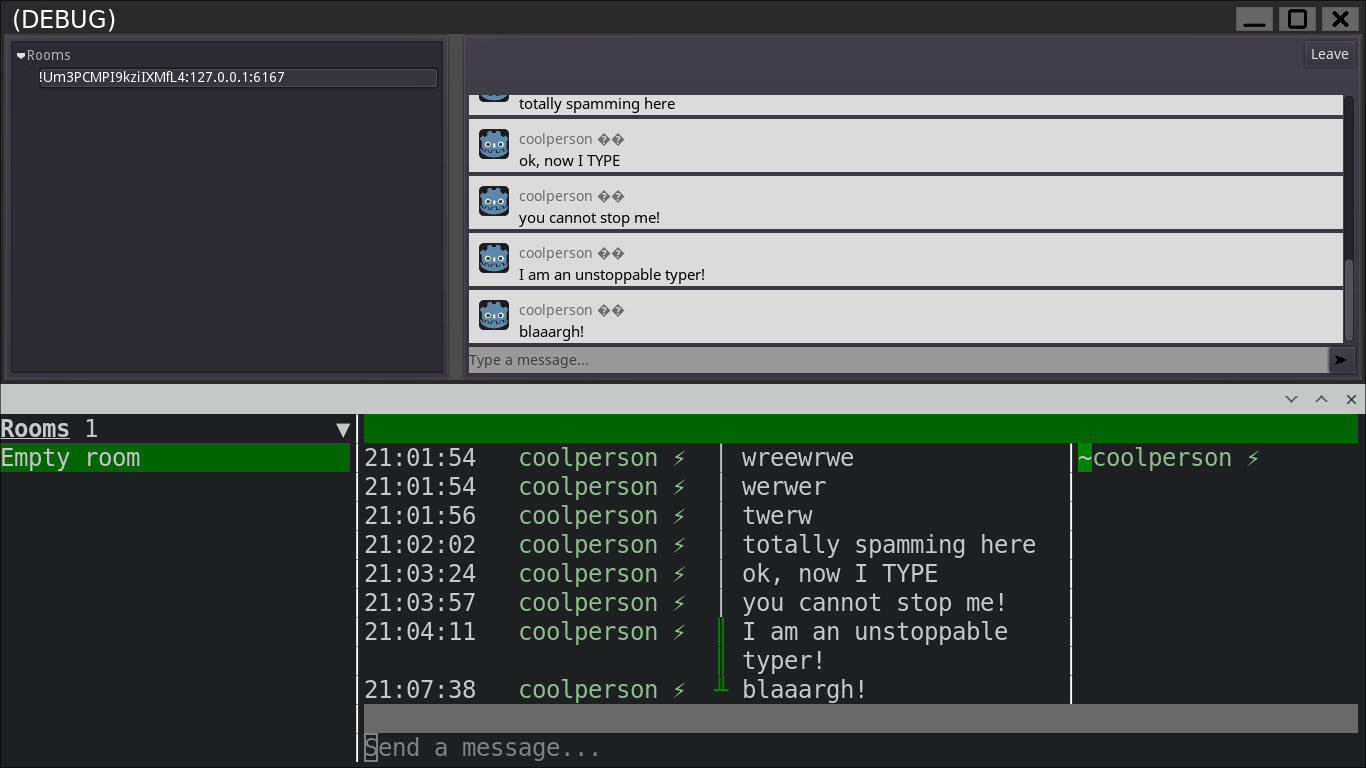 (DEBUG)
Rooms
!Um3PCMPI9kziIXMfL4:127.0.0.1:6167
Leave
totally spamming here
coolperson ��
ok, now I TYPE
coolperson ��
you cannot stop me!
coolperson ��
I am an unstoppable typer!
coolperson ��
blaaargh!
Type a message...
Rooms 1 ▼
Empty room
21:01:54 coolperson ⚡ wreewrwe
21:01:54 coolperson ⚡ werwer
21:01:56 coolperson ⚡ twerw
21:02:02 coolperson ⚡ totally spamming here
21:03:24 coolperson ⚡ ok, now I TYPE
21:03:57 coolperson ⚡ you cannot stop me!
21:04:11 coolperson ⚡ I am an unstoppable
typer!
21:07:38 coolperson ⚡ blaaargh!
~coolperson ⚡
Send a message...